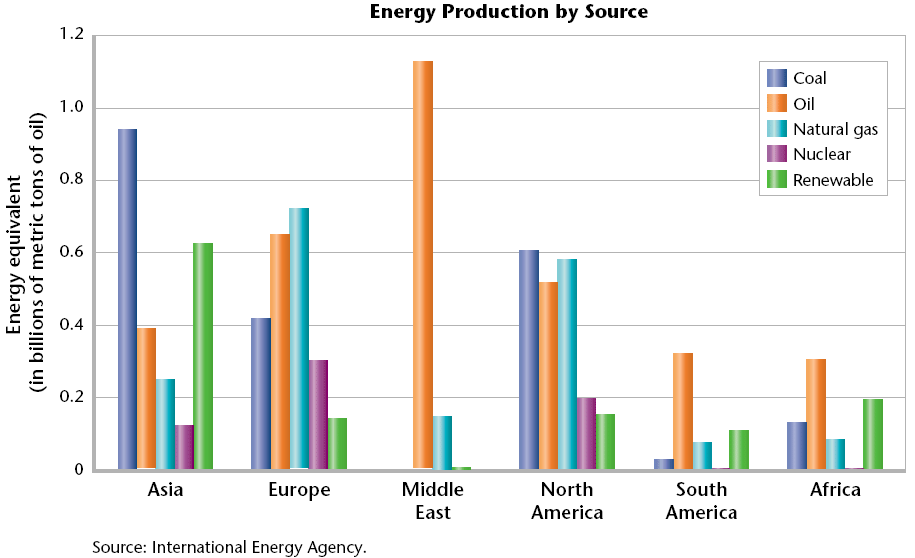 Energy Production by Source
Energy equivalent
(in billions of metric tons of oil)
1.2
1.0
0.8
0.6
0.4
0.2
0
Coal
Oil
Natural gas
Nuclear
Renewable
Asia
Europe
Middle
East
North
America
South
America
Africa
Source: International Energy Agency.